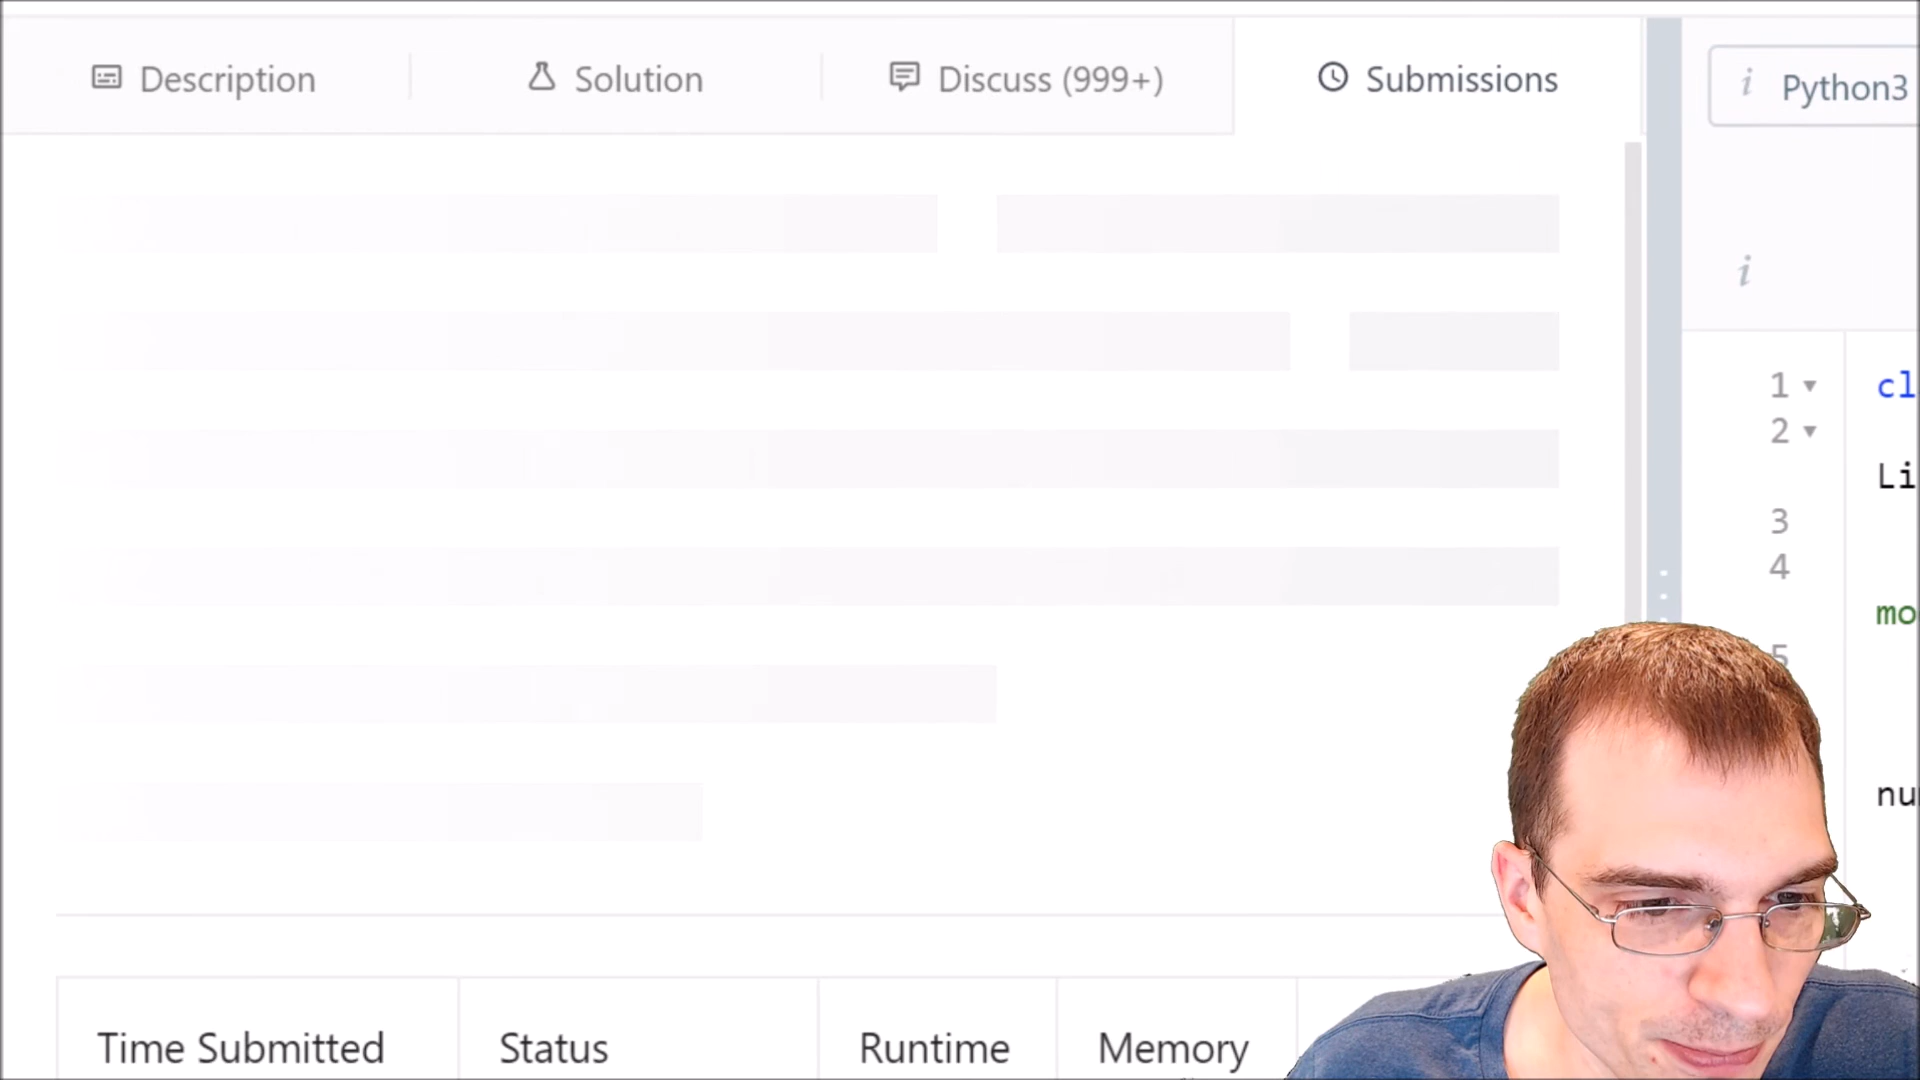 Description
Solution
Discuss (999+)
Submissions
i Python3
i
1 cl
2
Li
3
4
mo
5
nu
Time Submitted Status Runtime Memory